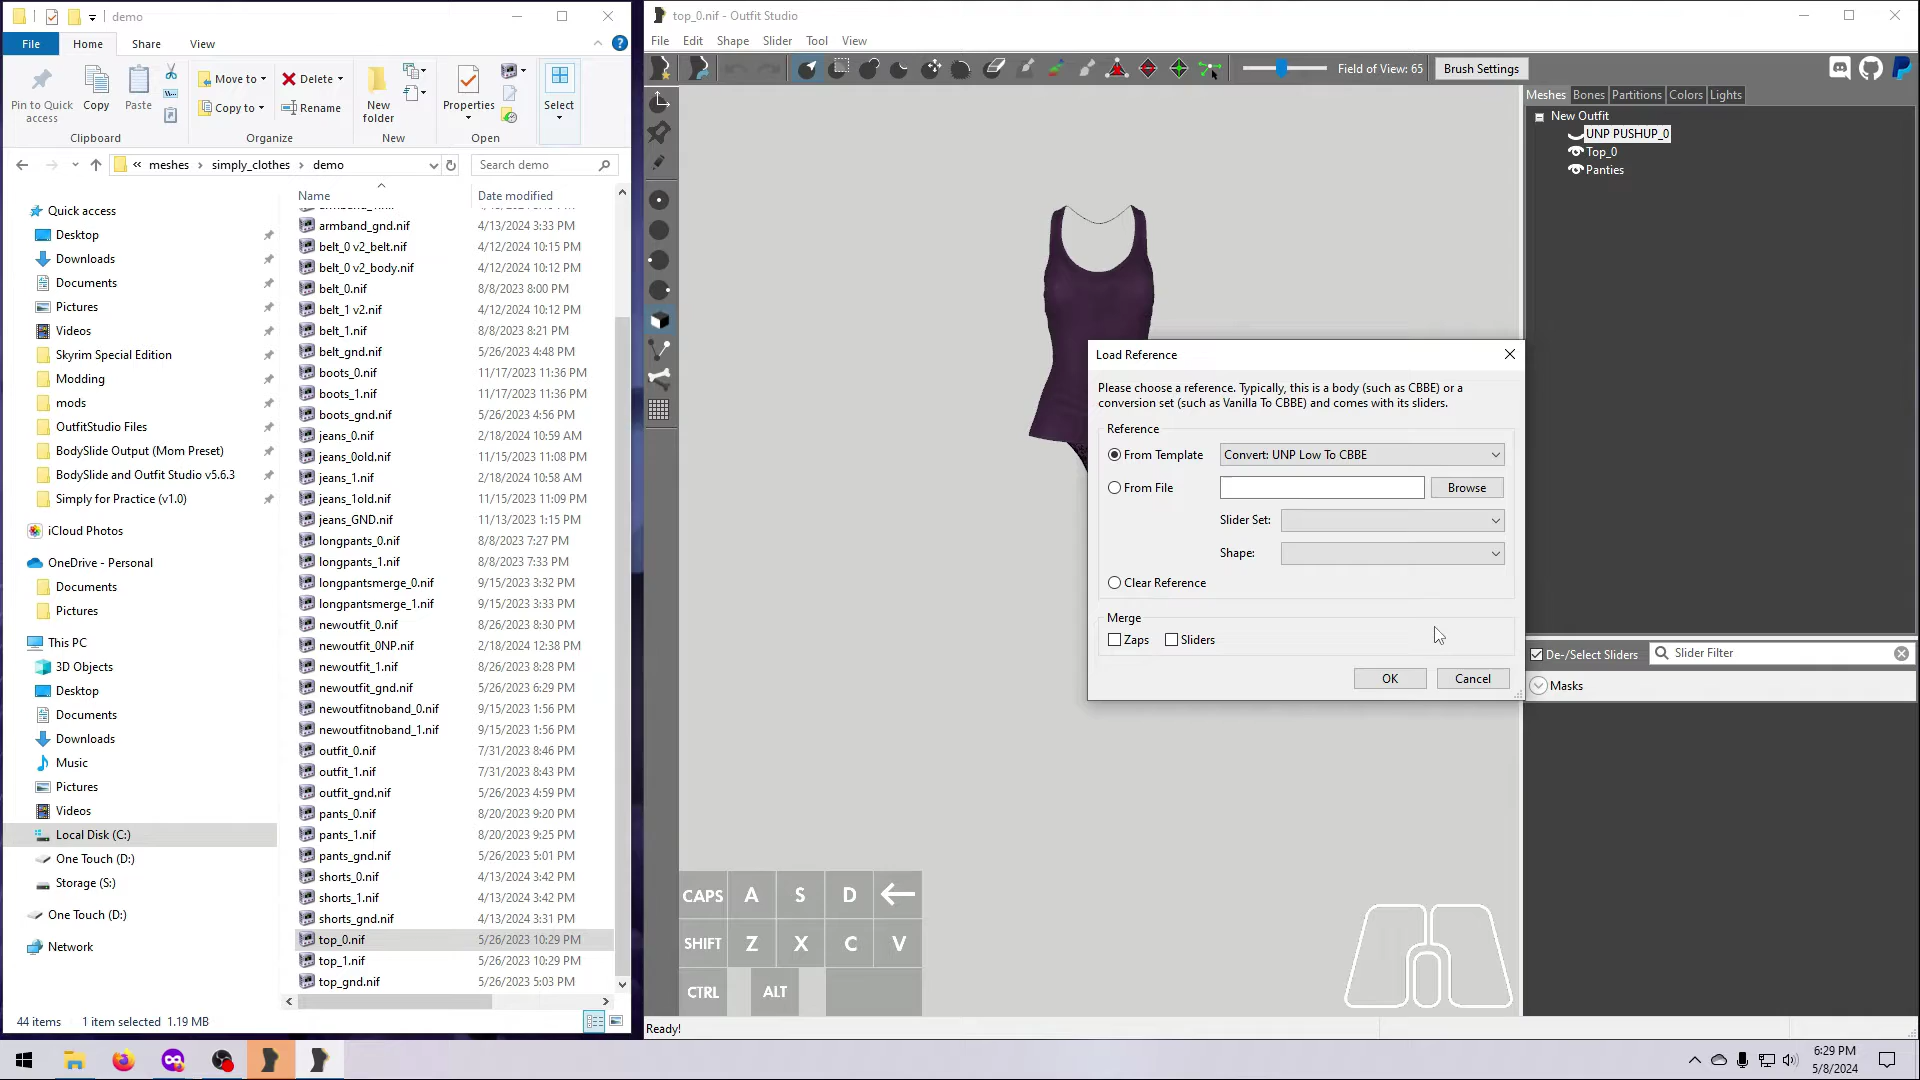 demo
File
Home
Share
View
Pin to Quick access
Copy
Paste
Move to
Copy to
Delete
Rename
New folder
Properties
Select
Clipboard
Organize
New
Open
« meshes › simply_clothes › demo
Search demo
Name
Date modified
Quick access
Desktop
Downloads
Documents
Pictures
Videos
Skyrim Special Edition
Modding
mods
OutfitStudio Files
BodySlide Output (Mom Preset)
BodySlide and Outfit Studio v5.6.3
Simply for Practice (v1.0)
iCloud Photos
OneDrive - Personal
Documents
Pictures
This PC
3D Objects
Desktop
Documents
Downloads
Music
Pictures
Videos
Local Disk (C:)
One Touch (D:)
Storage (S:)
One Touch (D:)
Network
armband_gnd.nif 4/13/2024 3:33 PM
belt_0 v2_belt.nif 4/12/2024 10:15 PM
belt_0 v2_body.nif 4/12/2024 10:12 PM
belt_0.nif 8/8/2023 8:00 PM
belt_1 v2.nif 4/12/2024 10:12 PM
belt_1.nif 8/8/2023 8:21 PM
belt_gnd.nif 5/26/2023 4:48 PM
boots_0.nif 11/17/2023 11:36 PM
boots_1.nif 11/17/2023 11:36 PM
boots_gnd.nif 5/26/2023 4:56 PM
jeans_0.nif 2/18/2024 10:59 AM
jeans_0old.nif 11/15/2023 11:08 PM
jeans_1.nif 2/18/2024 10:58 AM
jeans_1old.nif 11/15/2023 11:09 PM
jeans_GND.nif 11/13/2023 1:15 PM
longpants_0.nif 8/8/2023 7:27 PM
longpants_1.nif 8/8/2023 7:33 PM
longpantsmerge_0.nif 9/15/2023 3:32 PM
longpantsmerge_1.nif 9/15/2023 3:33 PM
newoutfit_0.nif 8/26/2023 8:30 PM
newoutfit_0NP.nif 2/18/2024 12:38 PM
newoutfit_1.nif 8/26/2023 8:28 PM
newoutfit_gnd.nif 5/26/2023 6:29 PM
newoutfitnoband_0.nif 9/15/2023 1:56 PM
newoutfitnoband_1.nif 9/15/2023 1:56 PM
outfit_0.nif 7/31/2023 8:46 PM
outfit_1.nif 7/31/2023 8:43 PM
outfit_gnd.nif 5/26/2023 4:59 PM
pants_0.nif 8/20/2023 9:20 PM
pants_1.nif 8/20/2023 9:25 PM
pants_gnd.nif 5/26/2023 5:01 PM
shorts_0.nif 4/13/2024 3:42 PM
shorts_1.nif 4/13/2024 3:42 PM
shorts_gnd.nif 4/13/2024 3:31 PM
top_0.nif 5/26/2023 10:29 PM
top_1.nif 5/26/2023 10:29 PM
top_gnd.nif 5/26/2023 5:03 PM
44 items 1 item selected 1.19 MB
top_0.nif - Outfit Studio
File Edit Shape Slider Tool View
Field of View: 65
Brush Settings
Meshes Bones Partitions Colors Lights
New Outfit
UNP PUSHUP_0
Top_0
Panties
Load Reference
Please choose a reference. Typically, this is a body (such as CBBE) or a
conversion set (such as Vanilla To CBBE) and comes with its sliders.
Reference
From Template
Convert: UNP Low To CBBE
From File
Browse
Slider Set:
Shape:
Clear Reference
Merge
Zaps Sliders
OK Cancel
De-/Select Sliders
Slider Filter
Masks
CAPS A S D
SHIFT Z X C V
CTRL ALT
Ready!
6:29 PM
5/8/2024